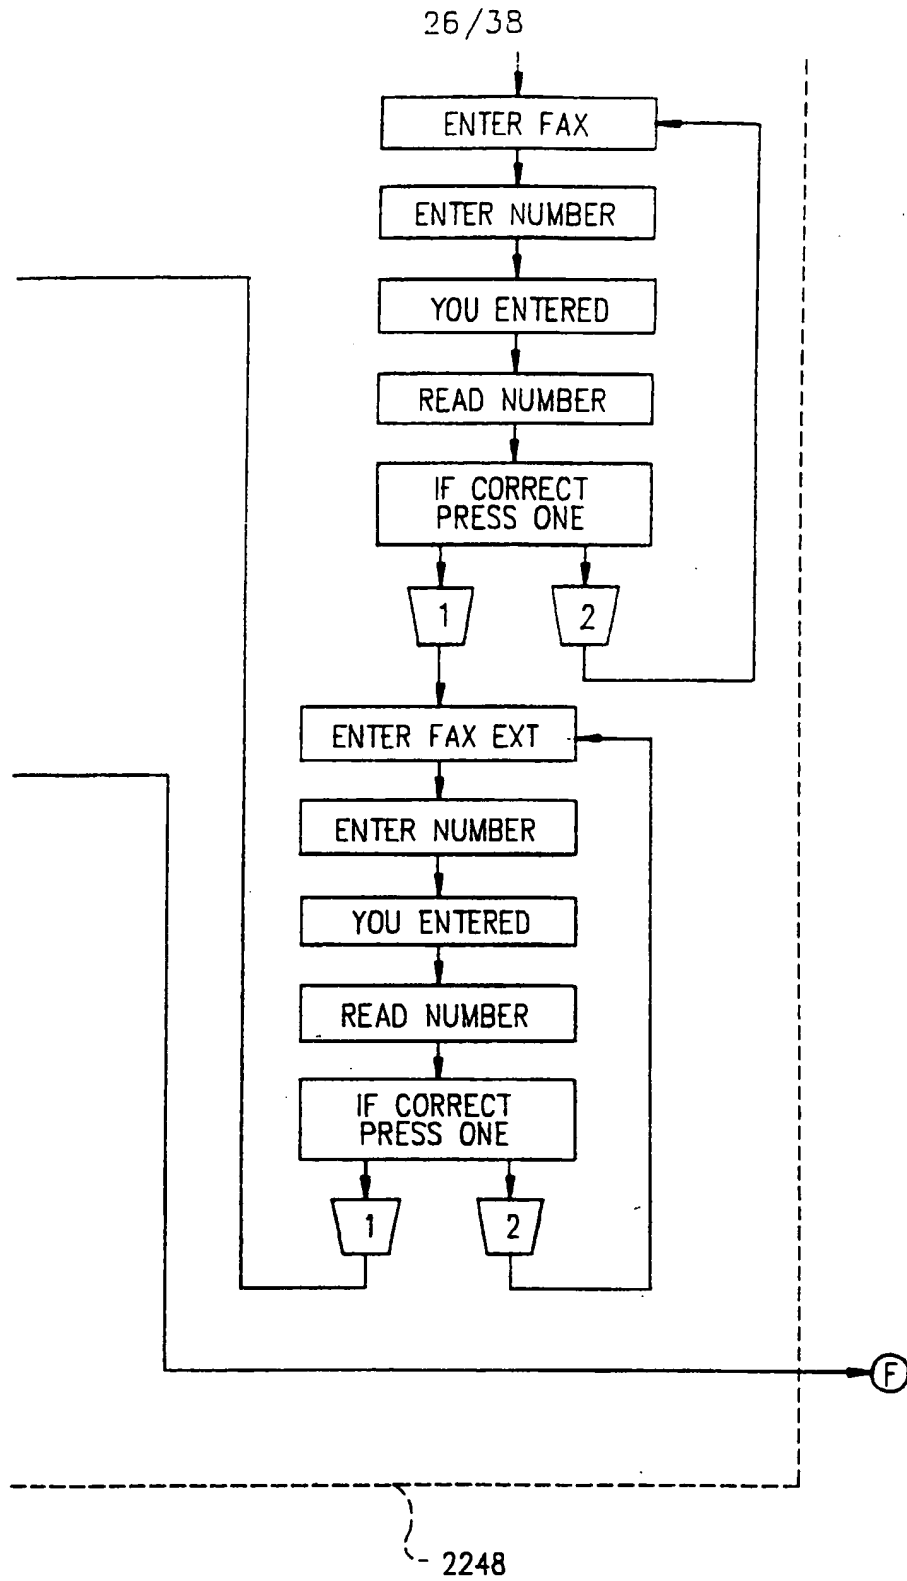 26/38
ENTER FAX
ENTER NUMBER
YOU ENTERED
READ NUMBER
IF CORRECT
PRESS ONE
1
2
ENTER FAX EXT
ENTER NUMBER
YOU ENTERED
READ NUMBER
IF CORRECT
PRESS ONE
1
2
F
2248